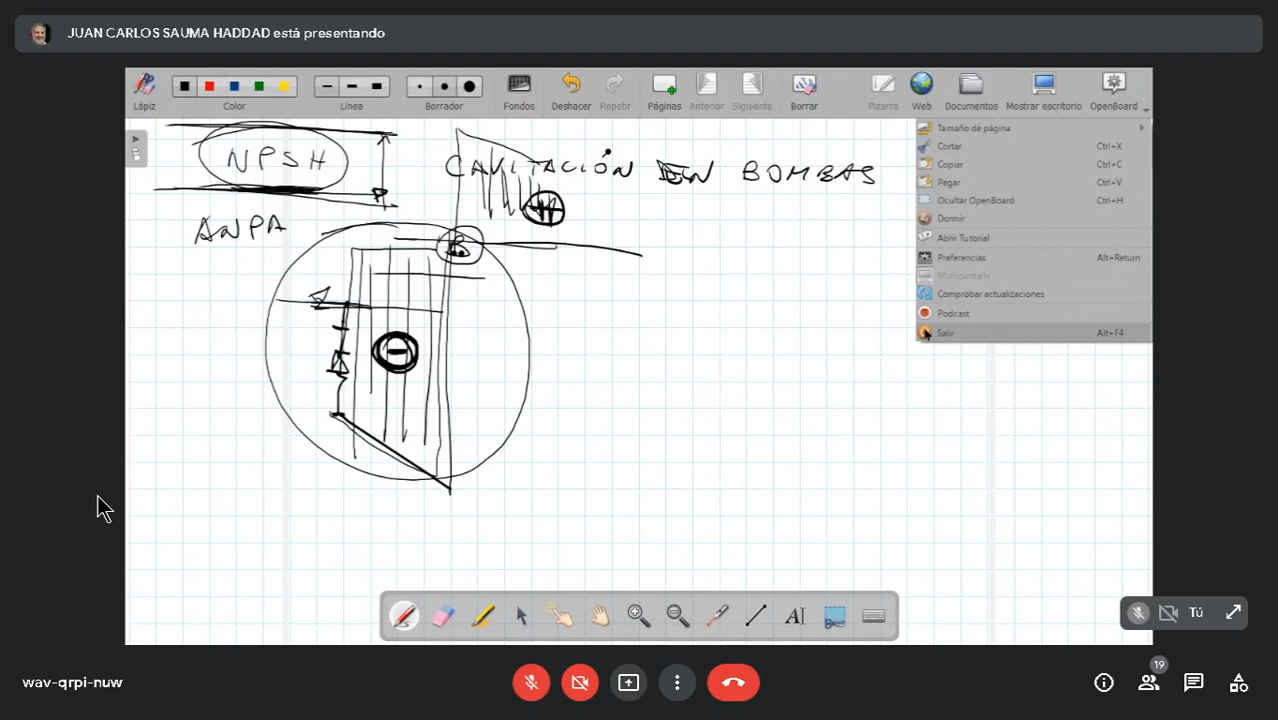 JUAN CARLOS SAUMA HADDAD está presentando
Lápiz Color Línea Borrador Fondos Deshacer Repetir Páginas Anterior Siguiente Borrar Pizarra Web Documentos Mostrar escritorio OpenBoard
Tamaño de página
Cortar Ctrl+X
Copiar Ctrl+C
Pegar Ctrl+V
Ocultar OpenBoard Ctrl+H
Dormir
Abrir Tutorial
Preferencias Alt+Return
Multipantalla
Comprobar actualizaciones
Podcast
Salir Alt+F4
NPSH
CAVITACIÓN EN BOMBAS
ANPA
B
Tú
wav-qrpi-nuw
19